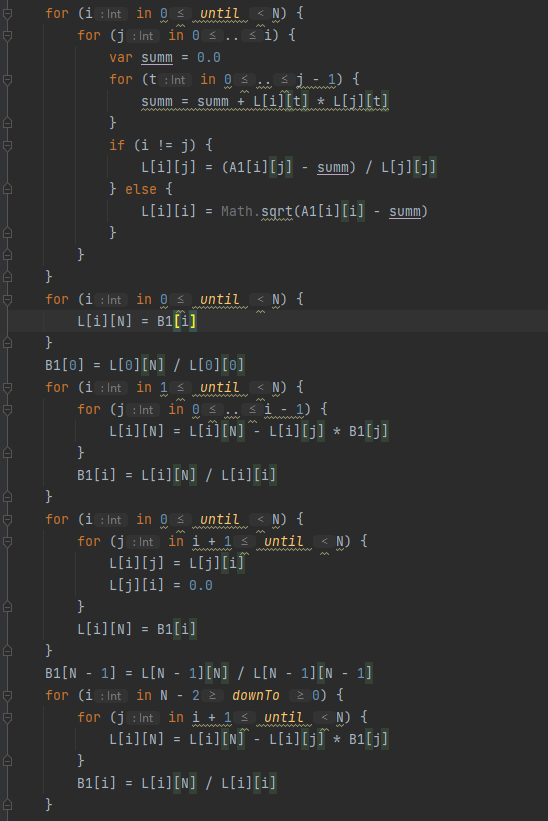 for (i: Int in 0 ≤ until < N) {
for (j: Int in 0 ≤ .. ≤ i) {
var summ = 0.0
for (t: Int in 0 ≤ .. ≤ j - 1) {
summ = summ + L[i][t] * L[j][t]
}
if (i != j) {
L[i][j] = (A1[i][j] - summ) / L[j][j]
} else {
L[i][i] = Math.sqrt(A1[i][i] - summ)
}
}
}
for (i: Int in 0 ≤ until < N) {
L[i][N] = B1[i]
}
B1[0] = L[0][N] / L[0][0]
for (i: Int in 1 ≤ until < N) {
for (j: Int in 0 ≤ .. ≤ i - 1) {
L[i][N] = L[i][N] - L[i][j] * B1[j]
}
B1[i] = L[i][N] / L[i][i]
}
for (i: Int in 0 ≤ until < N) {
for (j: Int in i + 1 ≤ until < N) {
L[i][j] = L[j][i]
L[j][i] = 0.0
}
L[i][N] = B1[i]
}
B1[N - 1] = L[N - 1][N] / L[N - 1][N - 1]
for (i: Int in N - 2 ≥ downTo ≥ 0) {
for (j: Int in i + 1 ≤ until < N) {
L[i][N] = L[i][N] - L[i][j] * B1[j]
}
B1[i] = L[i][N] / L[i][i]
}